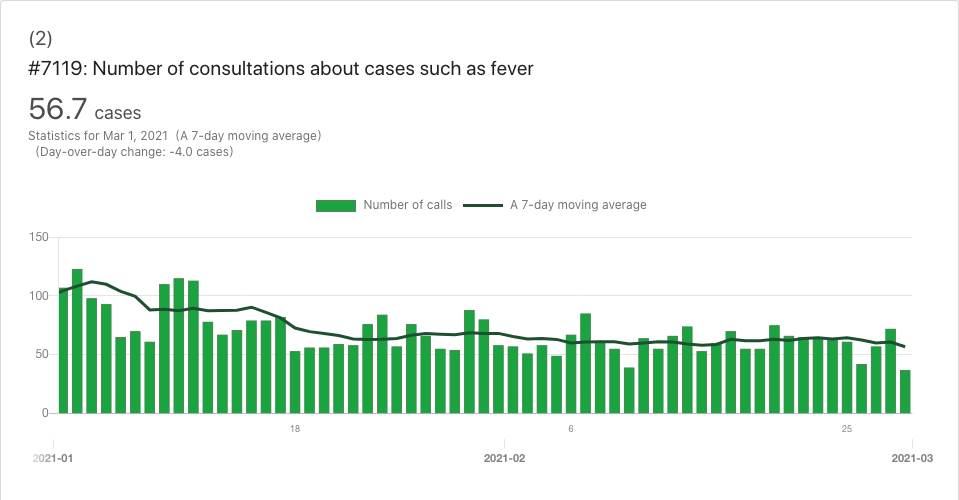 (2)
#7119: Number of consultations about cases such as fever
56.7 cases
Statistics for Mar 1, 2021 (A 7-day moving average)
(Day-over-day change: -4.0 cases)
Number of calls A 7-day moving average
150
100
50
0
18 6 25
2021-01 2021-02 2021-03